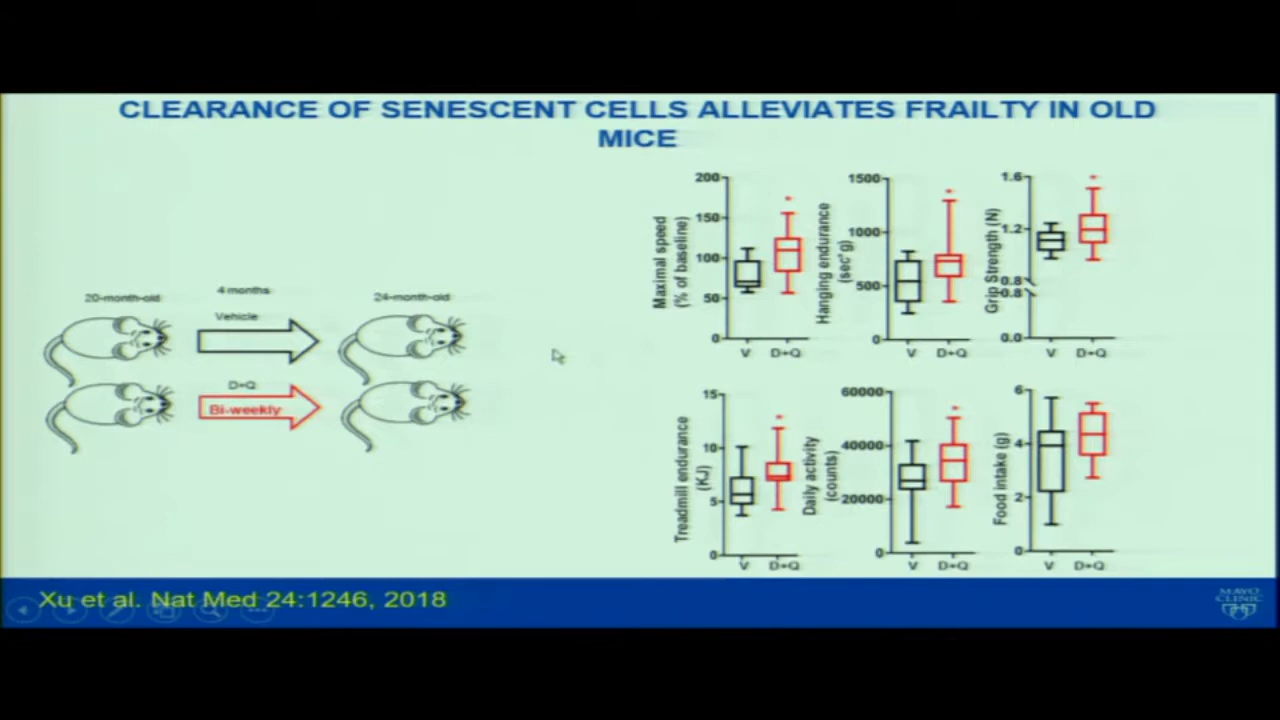 CLEARANCE OF SENESCENT CELLS ALLEVIATES FRAILTY IN OLD
MICE
20-month-old
4 months
24-month-old
Vehicle
D+Q
Bi-weekly
Maximal speed
(% of baseline)
200
150
100
50
0
V D+Q
*
Hanging endurance
(sec*g)
1500
1000
500
0
V D+Q
*
Grip Strength (N)
1.6
1.2
0.8
0.8
0.0
V D+Q
*
Treadmill endurance
(KJ)
15
10
5
0
V D+Q
*
Daily activity
(counts)
60000
40000
20000
0
V D+Q
*
Food intake (g)
6
4
2
0
V D+Q
Xu et al. Nat Med 24:1246, 2018
MAYO
CLINIC